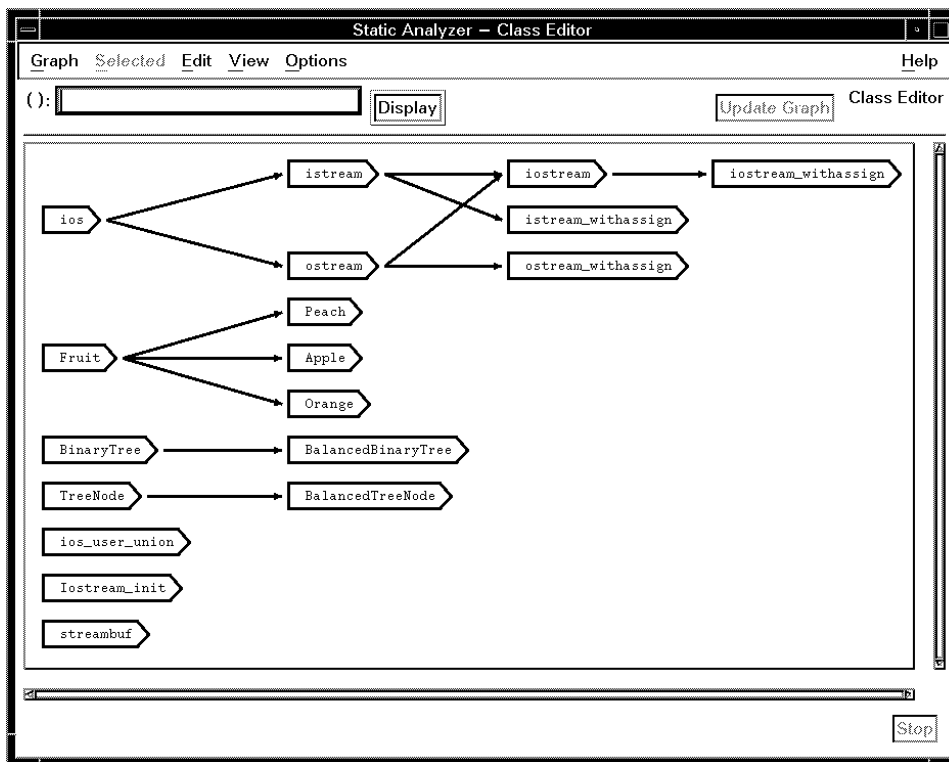 Static Analyzer – Class Editor
Graph Selected Edit View Options Help
( ): Display Update Graph Class Editor
istream iostream iostream_withassign
ios istream_withassign
ostream ostream_withassign
Peach
Fruit Apple
Orange
BinaryTree BalancedBinaryTree
TreeNode BalancedTreeNode
ios_user_union
Iostream_init
streambuf
Stop